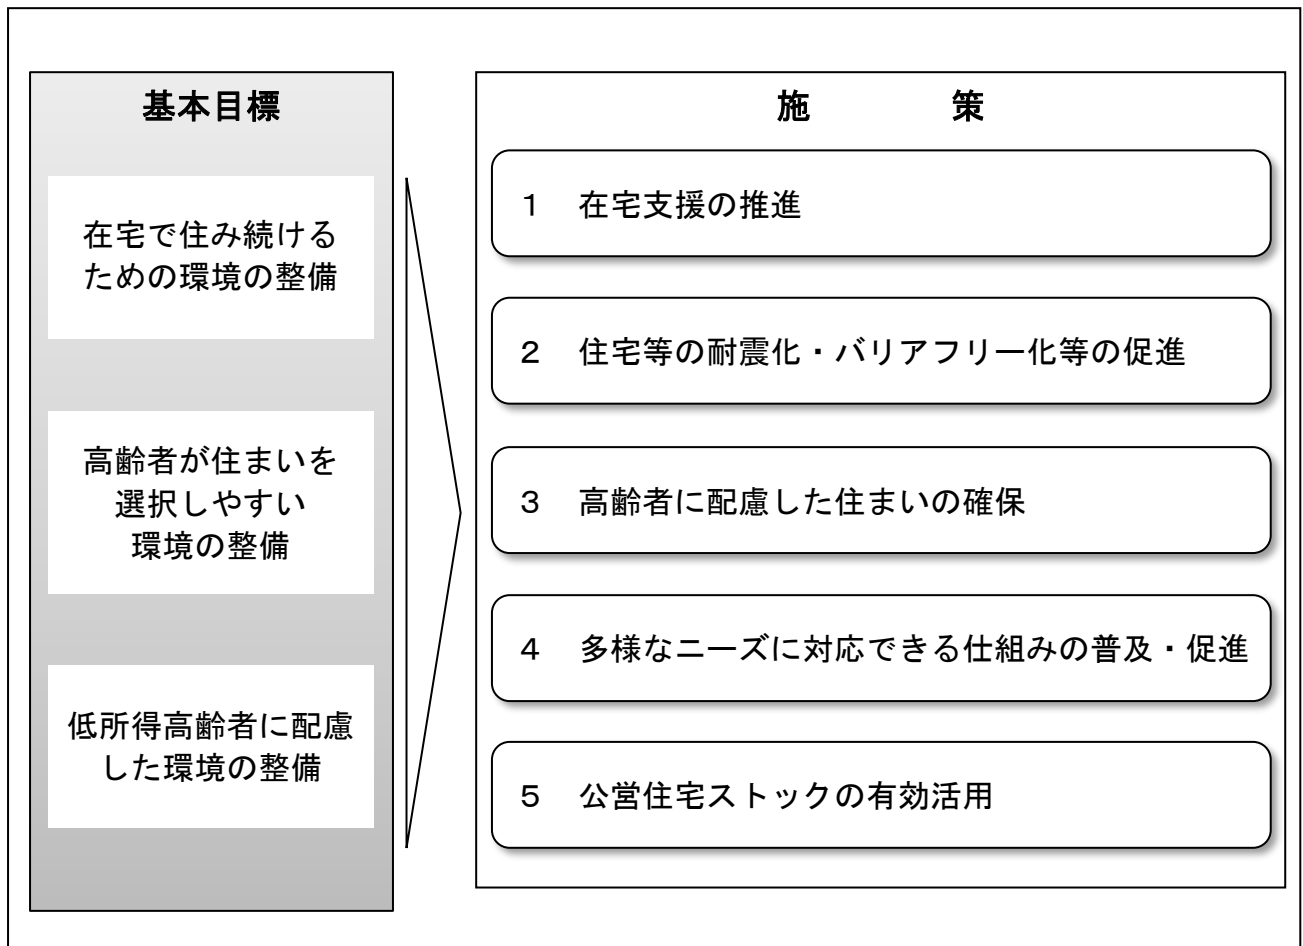 基本目標
在宅で住み続ける
ための環境の整備
高齢者が住まいを
選択しやすい
環境の整備
低所得高齢者に配慮
した環境の整備
施　　　　策
１　在宅支援の推進
２　住宅等の耐震化・バリアフリー化等の促進
３　高齢者に配慮した住まいの確保
４　多様なニーズに対応できる仕組みの普及・促進
５　公営住宅ストックの有効活用